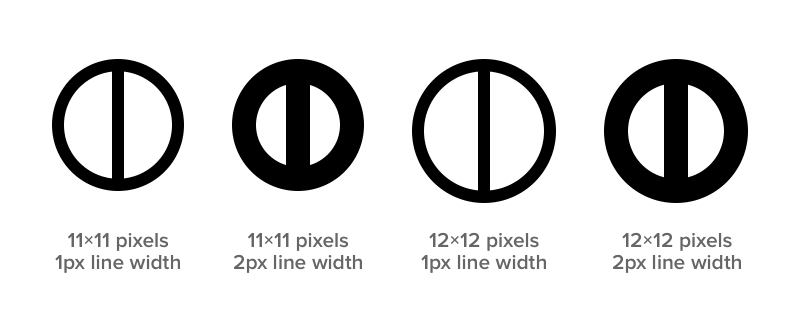 11×11 pixels
1px line width
11×11 pixels
2px line width
12×12 pixels
1px line width
12×12 pixels
2px line width